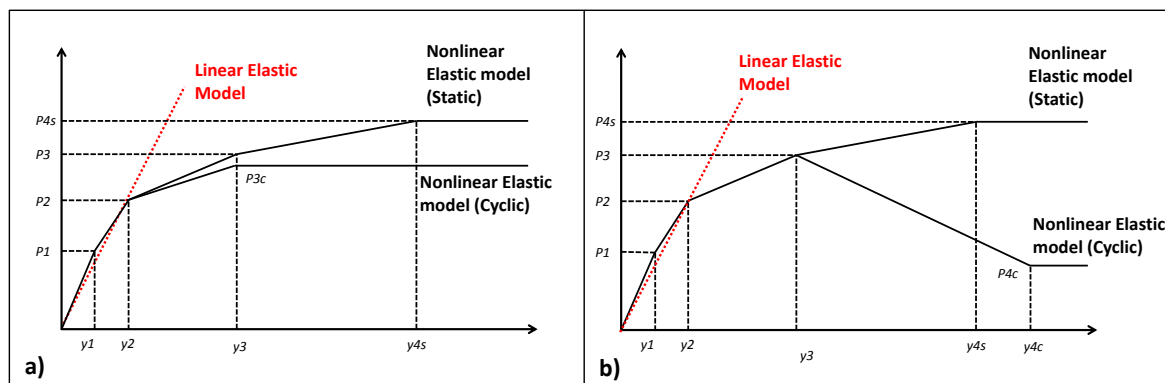 Linear Elastic
Model
Nonlinear
Elastic model
(Static)
P4s
P3
P3c
P2
Nonlinear Elastic
model (Cyclic)
P1
y1
y2
y3
y4s
a)
Linear Elastic
Model
Nonlinear
Elastic model
(Static)
P4s
P3
P2
Nonlinear Elastic
model (Cyclic)
P1
P4c
y1
y2
y3
y4s
y4c
b)